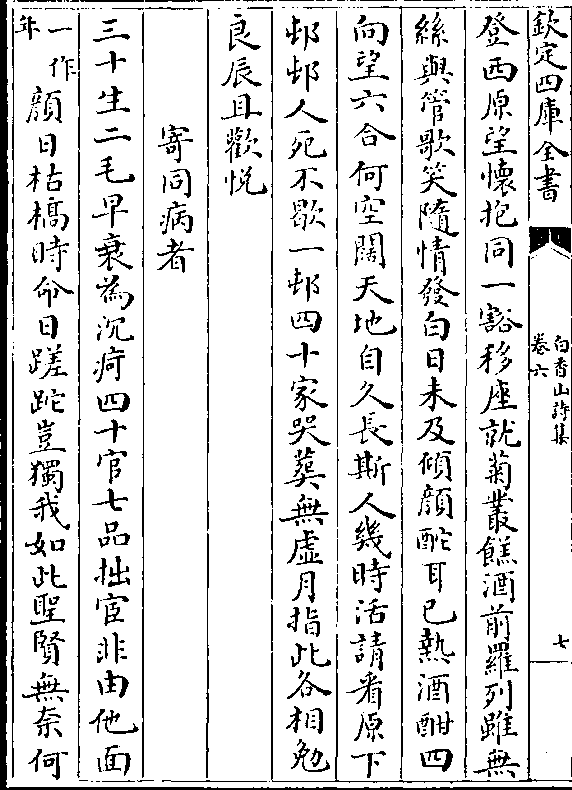 欽定四庫全書
白香山詩集
卷六
七
登西原望懷抱同一豁移座就菊叢餻酒前羅列雖無
絲與管歌笑隨情發白日未及傾顔酡耳已熱酒酣四
向望六合何空闊天地自久長斯人幾時活請看原下
邨邨人死不歇一邨四十家哭葬無虛月指此各相勉
良辰且歡悦
寄同病者
三十生二毛早衰為沉疴四十官七品拙宦非由他面
一作
年
顔日枯槁時命日蹉跎豈獨我如此聖賢無奈何